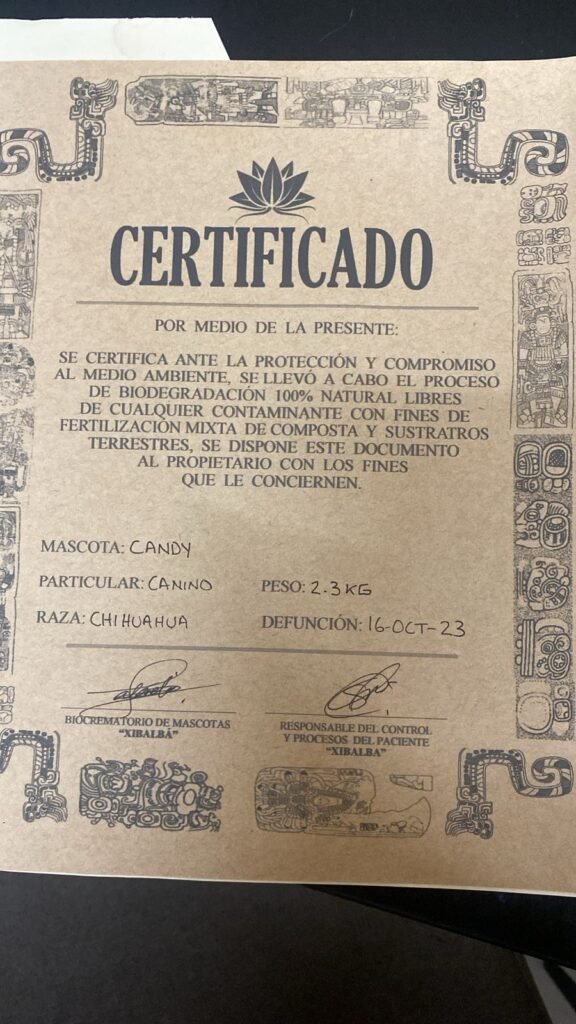 CERTIFICADO
POR MEDIO DE LA PRESENTE:
SE CERTIFICA ANTE LA PROTECCIÓN Y COMPROMISO
AL MEDIO AMBIENTE, SE LLEVÓ A CABO EL PROCESO
DE BIODEGRADACIÓN 100% NATURAL LIBRES
DE CUALQUIER CONTAMINANTE CON FINES DE
FERTILIZACIÓN MIXTA DE COMPOSTA Y SUSTRATROS
TERRESTRES, SE DISPONE ESTE DOCUMENTO
AL PROPIETARIO CON LOS FINES
QUE LE CONCIERNEN.
MASCOTA: CANDY
PARTICULAR: CANINO PESO: 2.3 KG
RAZA: CHIHUAHUA DEFUNCIÓN: 16-OCT-23
BIOCREMATORIO DE MASCOTAS
"XIBALBÁ"
RESPONSABLE DEL CONTROL
Y PROCESOS DEL PACIENTE
"XIBALBA"